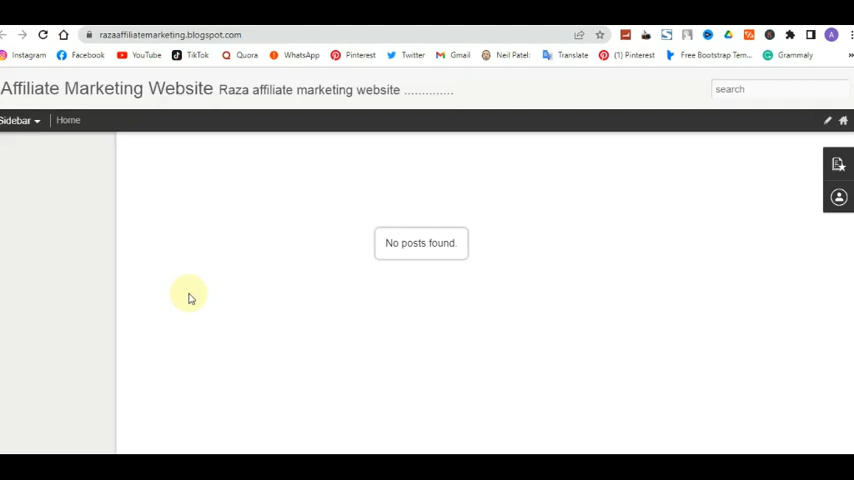 razaaffiliatemarketing.blogspot.com
A
Instagram Facebook YouTube TikTok Quora WhatsApp Pinterest Twitter Gmail Neil Patel: Translate (1) Pinterest Free Bootstrap Tem... Grammaly »
Affiliate Marketing Website Raza affiliate marketing website .............. search
Sidebar Home
No posts found.